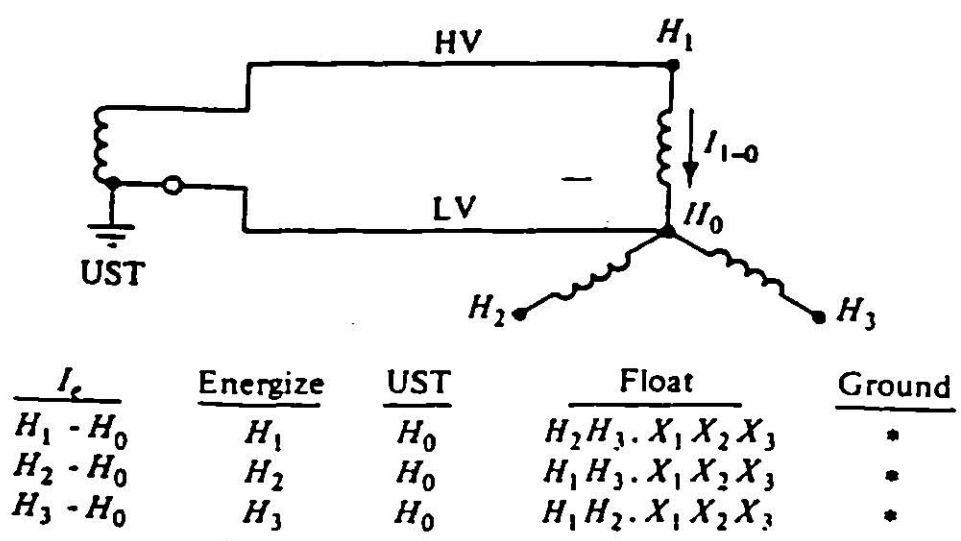 HV
H₁
I₁₋₀
LV
H₀
UST
H₂
H₃
Iₑ Energize UST Float Ground
H₁ - H₀ H₁ H₀ H₂H₃. X₁X₂X₃ *
H₂ - H₀ H₂ H₀ H₁H₃. X₁X₂X₃ *
H₃ - H₀ H₃ H₀ H₁H₂. X₁X₂X₃ *